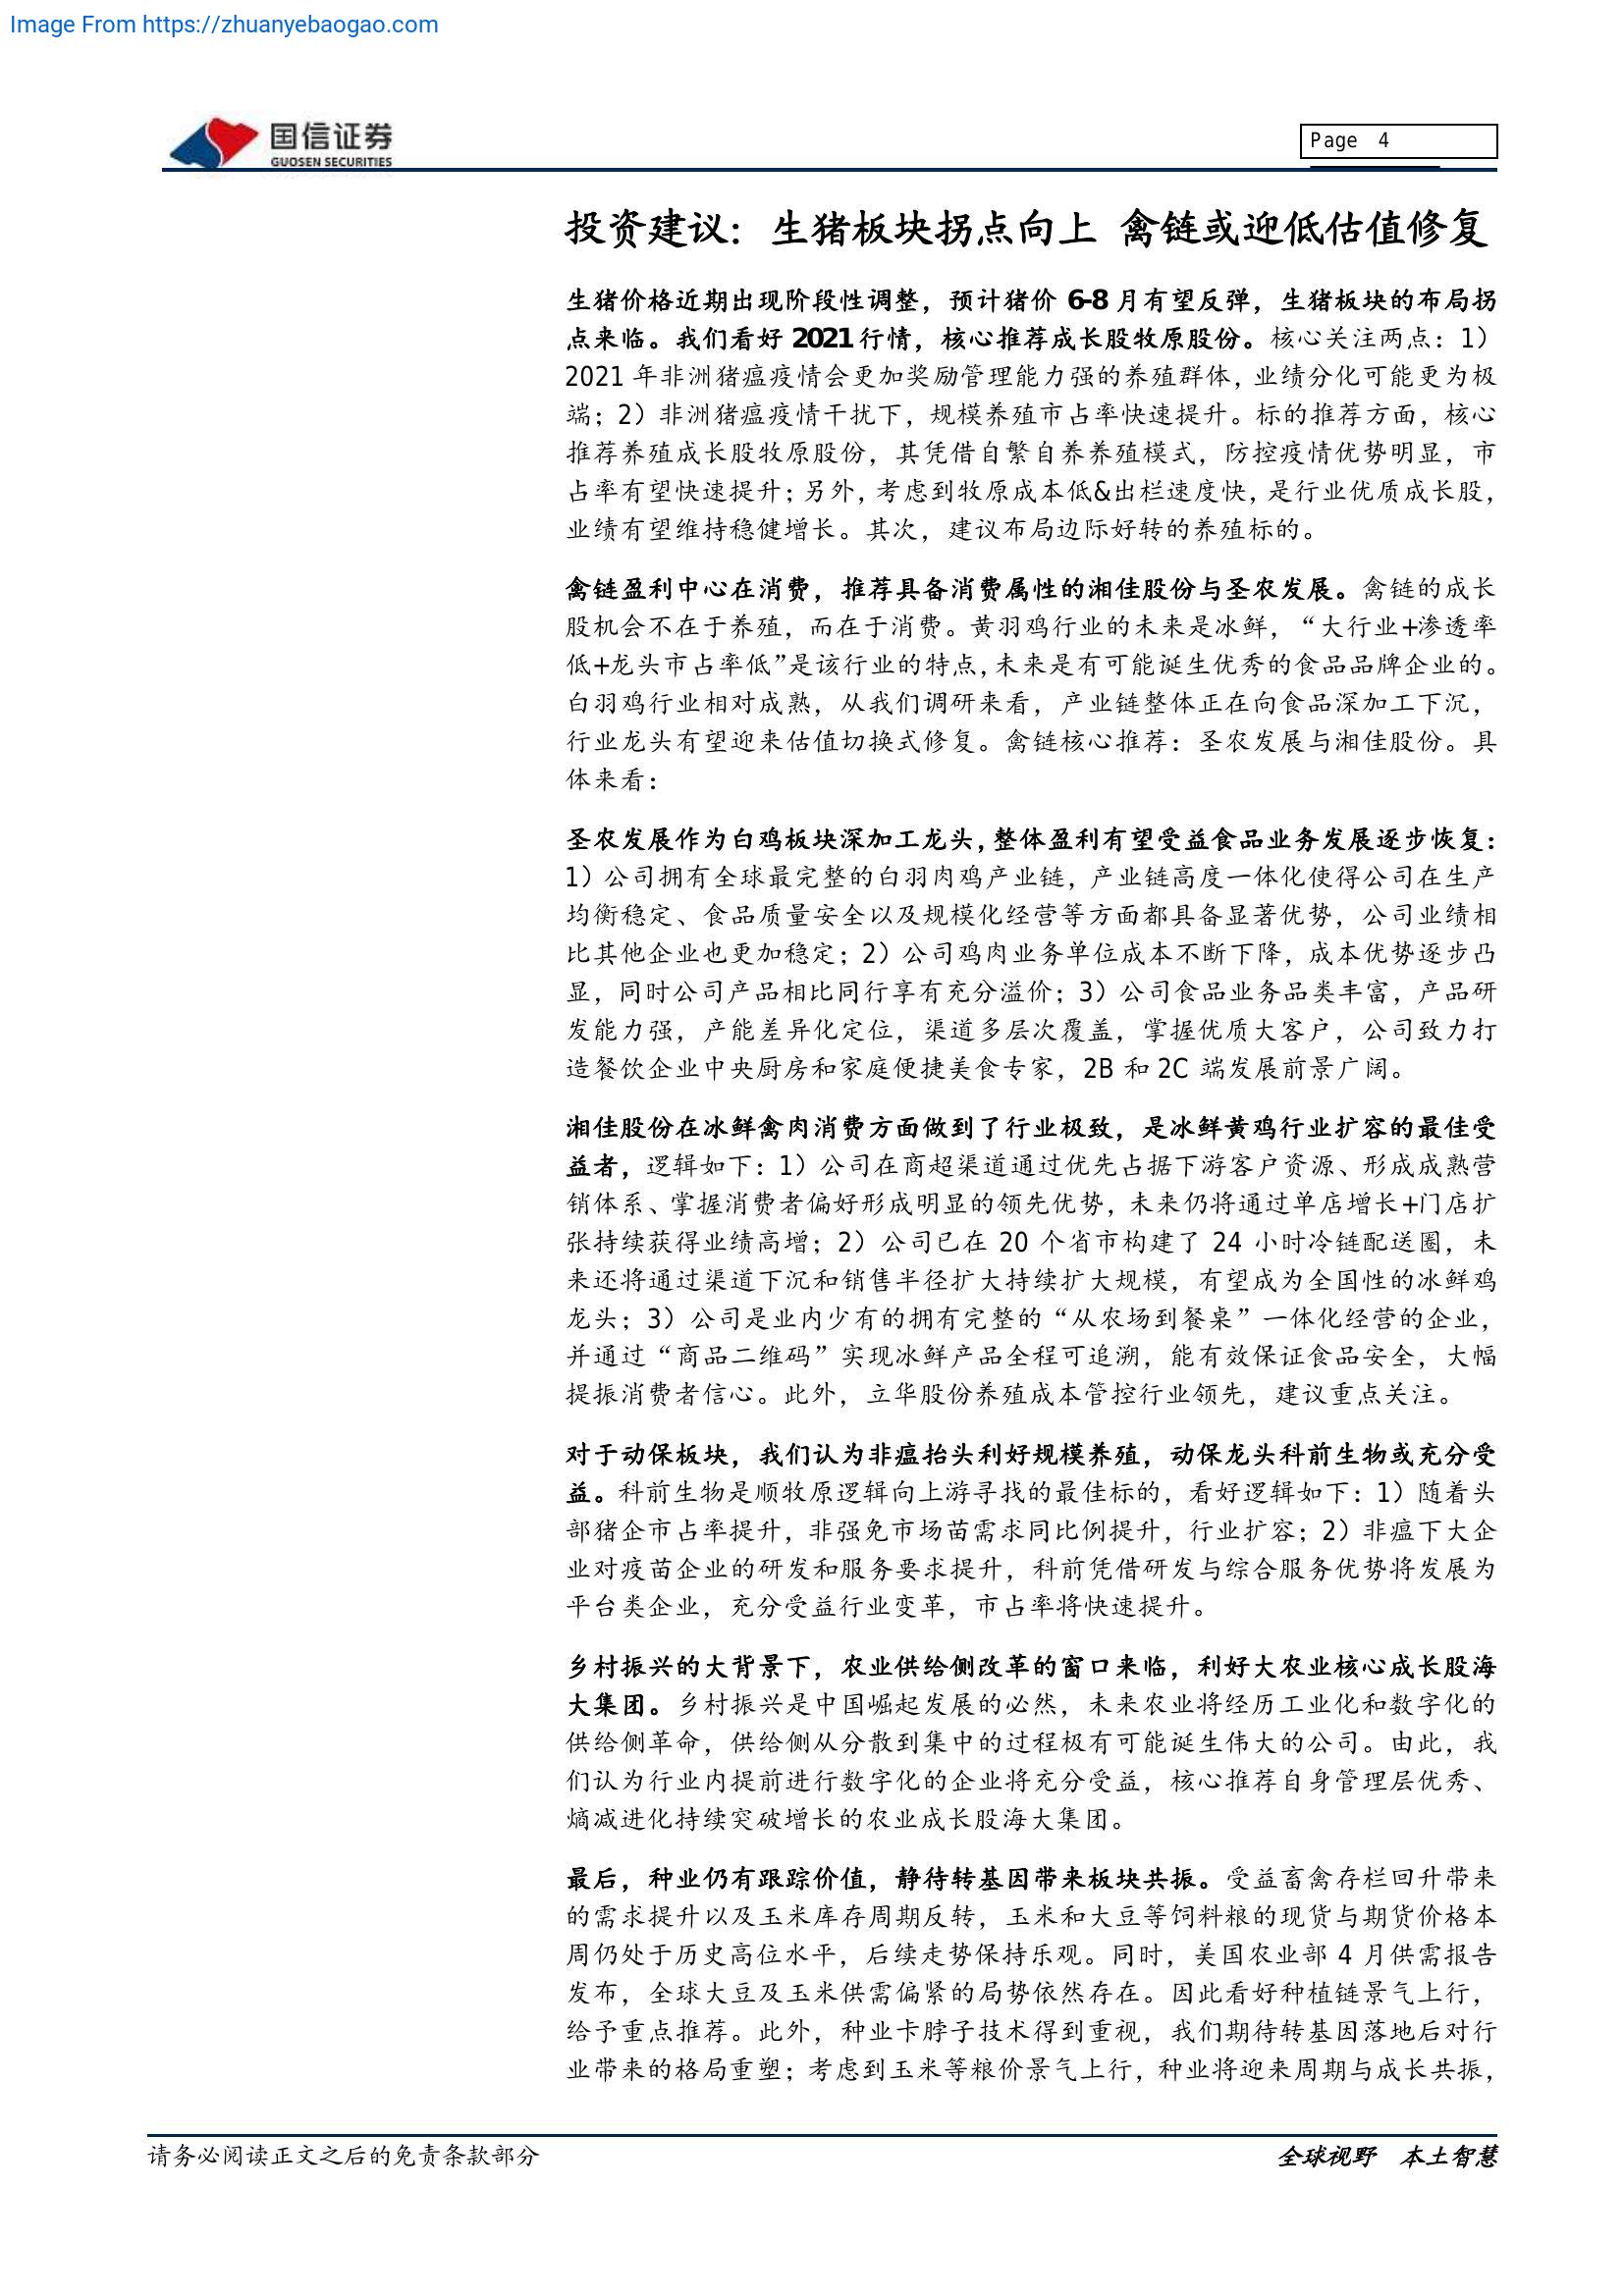 Image From https://zhuanyebaogao.com
国信证券
GUOSEN SECURITIES
Page 4
投资建议：生猪板块拐点向上 禽链或迎低估值修复
生猪价格近期出现阶段性调整，预计猪价 6-8 月有望反弹，生猪板块的布局拐
点来临。我们看好 2021 行情，核心推荐成长股牧原股份。核心关注两点：1）
2021 年非洲猪瘟疫情会更加奖励管理能力强的养殖群体，业绩分化可能更为极
端；2）非洲猪瘟疫情干扰下，规模养殖市占率快速提升。标的推荐方面，核心
推荐养殖成长股牧原股份，其凭借自繁自养养殖模式，防控疫情优势明显，市
占率有望快速提升；另外，考虑到牧原成本低&出栏速度快，是行业优质成长股，
业绩有望维持稳健增长。其次，建议布局边际好转的养殖标的。
禽链盈利中心在消费，推荐具备消费属性的湘佳股份与圣农发展。禽链的成长
股机会不在于养殖，而在于消费。黄羽鸡行业的未来是冰鲜，“大行业+渗透率
低+龙头市占率低”是该行业的特点，未来是有可能诞生优秀的食品品牌企业的。
白羽鸡行业相对成熟，从我们调研来看，产业链整体正在向食品深加工下沉，
行业龙头有望迎来估值切换式修复。禽链核心推荐：圣农发展与湘佳股份。具
体来看：
圣农发展作为白鸡板块深加工龙头，整体盈利有望受益食品业务发展逐步恢复：
1）公司拥有全球最完整的白羽肉鸡产业链，产业链高度一体化使得公司在生产
均衡稳定、食品质量安全以及规模化经营等方面都具备显著优势，公司业绩相
比其他企业也更加稳定；2）公司鸡肉业务单位成本不断下降，成本优势逐步凸
显，同时公司产品相比同行享有充分溢价；3）公司食品业务品类丰富，产品研
发能力强，产能差异化定位，渠道多层次覆盖，掌握优质大客户，公司致力打
造餐饮企业中央厨房和家庭便捷美食专家，2B 和 2C 端发展前景广阔。
湘佳股份在冰鲜禽肉消费方面做到了行业极致，是冰鲜黄鸡行业扩容的最佳受
益者，逻辑如下：1）公司在商超渠道通过优先占据下游客户资源、形成成熟营
销体系、掌握消费者偏好形成明显的领先优势，未来仍将通过单店增长+门店扩
张持续获得业绩高增；2）公司已在 20 个省市构建了 24 小时冷链配送圈，未
来还将通过渠道下沉和销售半径扩大持续扩大规模，有望成为全国性的冰鲜鸡
龙头；3）公司是业内少有的拥有完整的“从农场到餐桌”一体化经营的企业，
并通过“商品二维码”实现冰鲜产品全程可追溯，能有效保证食品安全，大幅
提振消费者信心。此外，立华股份养殖成本管控行业领先，建议重点关注。
对于动保板块，我们认为非瘟抬头利好规模养殖，动保龙头科前生物或充分受
益。科前生物是顺牧原逻辑向上游寻找的最佳标的，看好逻辑如下：1）随着头
部猪企市占率提升，非强免市场苗需求同比例提升，行业扩容；2）非瘟下大企
业对疫苗企业的研发和服务要求提升，科前凭借研发与综合服务优势将发展为
平台类企业，充分受益行业变革，市占率将快速提升。
乡村振兴的大背景下，农业供给侧改革的窗口来临，利好大农业核心成长股海
大集团。乡村振兴是中国崛起发展的必然，未来农业将经历工业化和数字化的
供给侧革命，供给侧从分散到集中的过程极有可能诞生伟大的公司。由此，我
们认为行业内提前进行数字化的企业将充分受益，核心推荐自身管理层优秀、
熵减进化持续突破增长的农业成长股海大集团。
最后，种业仍有跟踪价值，静待转基因带来板块共振。受益畜禽存栏回升带来
的需求提升以及玉米库存周期反转，玉米和大豆等饲料粮的现货与期货价格本
周仍处于历史高位水平，后续走势保持乐观。同时，美国农业部 4 月供需报告
发布，全球大豆及玉米供需偏紧的局势依然存在。因此看好种植链景气上行，
给予重点推荐。此外，种业卡脖子技术得到重视，我们期待转基因落地后对行
业带来的格局重塑；考虑到玉米等粮价景气上行，种业将迎来周期与成长共振，
请务必阅读正文之后的免责条款部分
全球视野 本土智慧